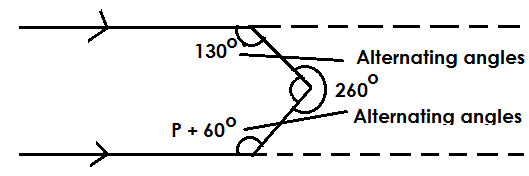 130°
Alternating angles
260°
Alternating angles
P + 60°